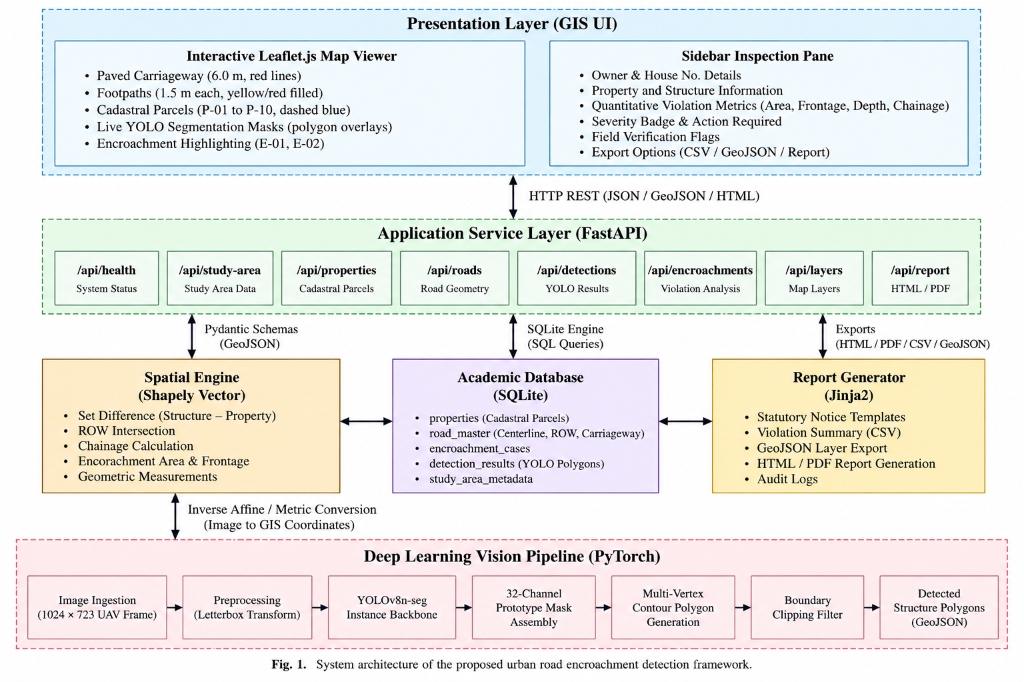 Presentation Layer (GIS UI)
Interactive Leaflet.js Map Viewer
• Paved Carriageway (6.0 m, red lines)
• Footpaths (1.5 m each, yellow/red filled)
• Cadastral Parcels (P-01 to P-10, dashed blue)
• Live YOLO Segmentation Masks (polygon overlays)
• Encroachment Highlighting (E-01, E-02)
Sidebar Inspection Pane
• Owner & House No. Details
• Property and Structure Information
• Quantitative Violation Metrics (Area, Frontage, Depth, Chainage)
• Severity Badge & Action Required
• Field Verification Flags
• Export Options (CSV / GeoJSON / Report)
HTTP REST (JSON / GeoJSON / HTML)
Application Service Layer (FastAPI)
/api/health
System Status
/api/study-area
Study Area Data
/api/properties
Cadastral Parcels
/api/roads
Road Geometry
/api/detections
YOLO Results
/api/encroachments
Violation Analysis
/api/layers
Map Layers
/api/report
HTML / PDF
Pydantic Schemas
(GeoJSON)
SQLite Engine
(SQL Queries)
Exports
(HTML / PDF / CSV / GeoJSON)
Spatial Engine
(Shapely Vector)
• Set Difference (Structure – Property)
• ROW Intersection
• Chainage Calculation
• Encorachment Area & Frontage
• Geometric Measurements
Academic Database
(SQLite)
• properties (Cadastral Parcels)
• road_master (Centerline, ROW, Carriageway)
• encroachment_cases
• detection_results (YOLO Polygons)
• study_area_metadata
Report Generator
(Jinja2)
• Statutory Notice Templates
• Violation Summary (CSV)
• GeoJSON Layer Export
• HTML / PDF Report Generation
• Audit Logs
Inverse Affine / Metric Conversion
(Image to GIS Coordinates)
Deep Learning Vision Pipeline (PyTorch)
Image Ingestion
(1024 × 723 UAV Frame)
Preprocessing
(Letterbox Transform)
YOLOv8n-seg
Instance Backbone
32-Channel
Prototype Mask
Assembly
Multi-Vertex
Contour Polygon
Generation
Boundary
Clipping Filter
Detected
Structure Polygons
(GeoJSON)
Fig. 1. System architecture of the proposed urban road encroachment detection framework.